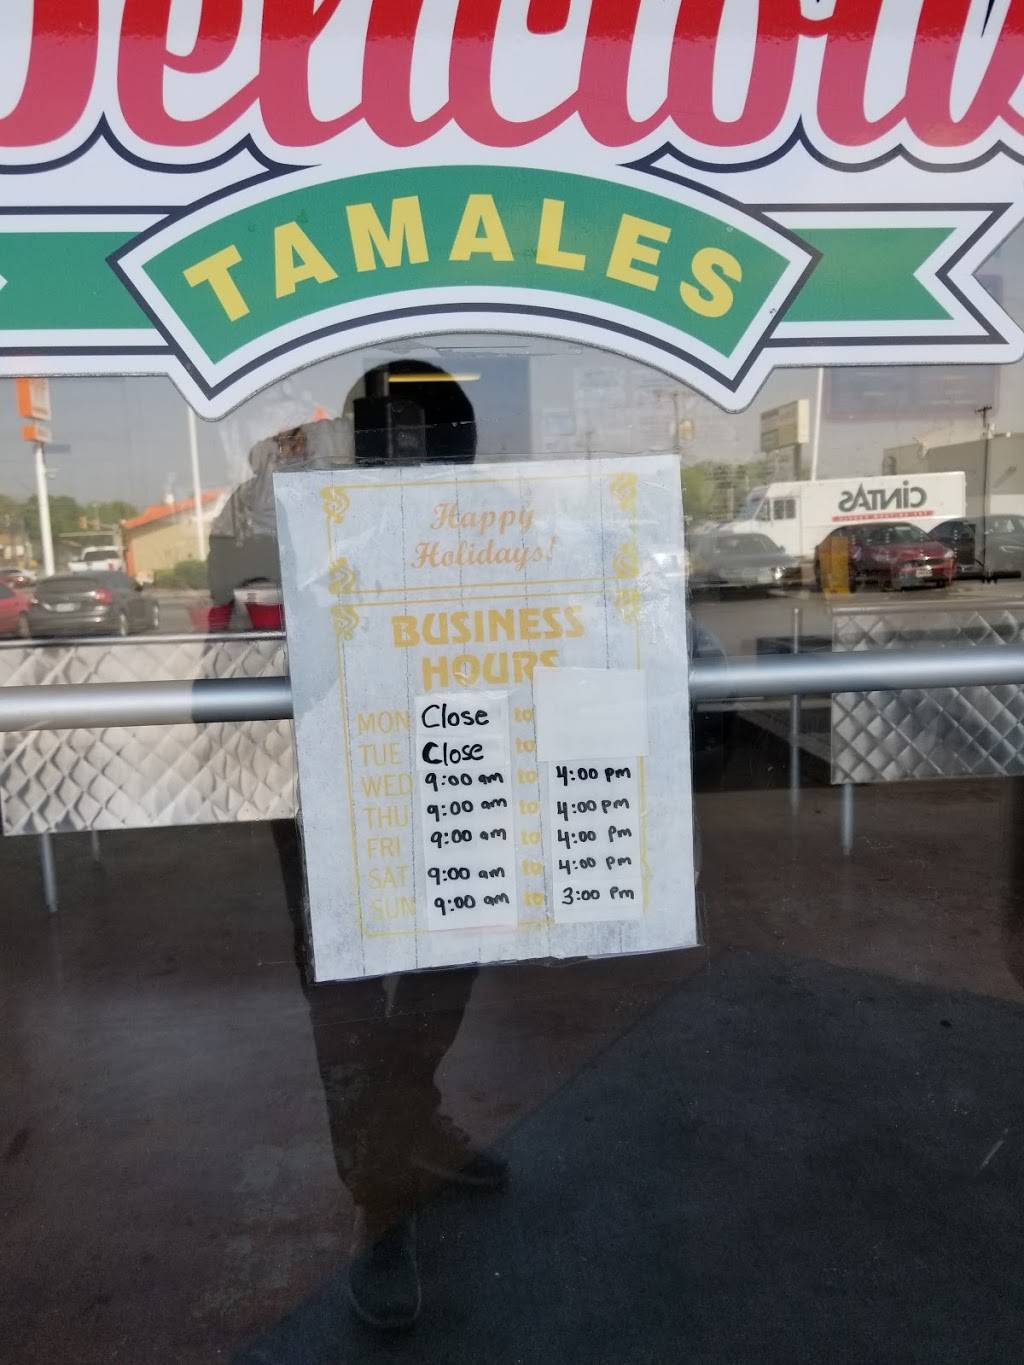 Delicious
TAMALES
CINTAS
Happy
Holidays!
BUSINESS
HOURS
MON Close to
TUE Close to
WED 9:00 am to 4:00 pm
THU 9:00 am to 4:00 pm
FRI 9:00 am to 4:00 Pm
SAT 9:00 am to 4:00 Pm
SUN 9:00 am to 3:00 Pm